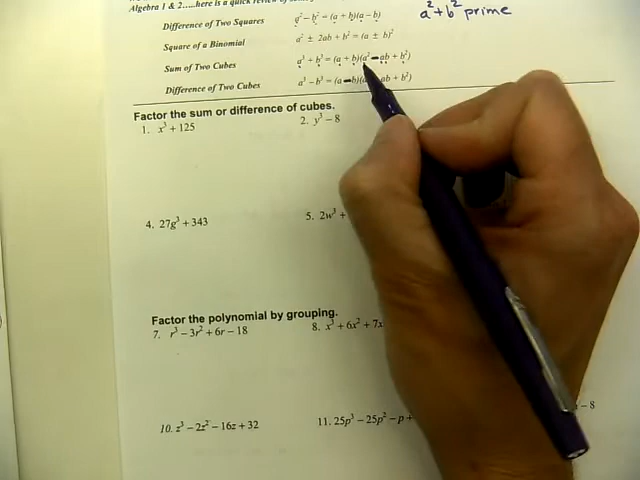 Algebra 1 & 2.....here is a quick review of
a² + b² prime
Difference of Two Squares a² − b² = (a + b)(a − b)
Square of a Binomial a² ± 2ab + b² = (a ± b)²
Sum of Two Cubes a³ + b³ = (a + b)(a² − ab + b²)
Difference of Two Cubes a³ − b³ = (a − b)(a ab + b²)
Factor the sum or difference of cubes.
1. x³ + 125 2. y³ − 8
4. 27g³ + 343 5. 2w³ +
Factor the polynomial by grouping.
7. r³ − 3r² + 6r − 18 8. x³ + 6x² + 7x
10. z³ − 2z² − 16z + 32 11. 25p³ − 25p² − p + − 8